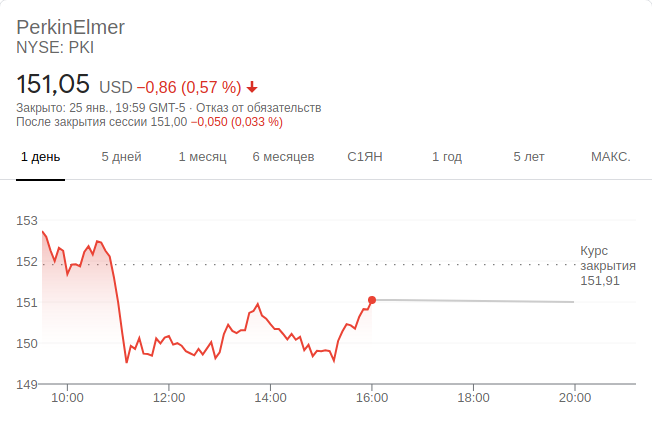 PerkinElmer
NYSE: PKI
151,05 USD −0,86 (0,57 %)
Закрыто: 25 янв., 19:59 GMT-5 · Отказ от обязательств
После закрытия сессии 151,00 −0,050 (0,033 %)
1 день 5 дней 1 месяц 6 месяцев С1ЯН 1 год 5 лет МАКС.
153
152
151
150
149
Курс
закрытия
151,91
10:00 12:00 14:00 16:00 18:00 20:00